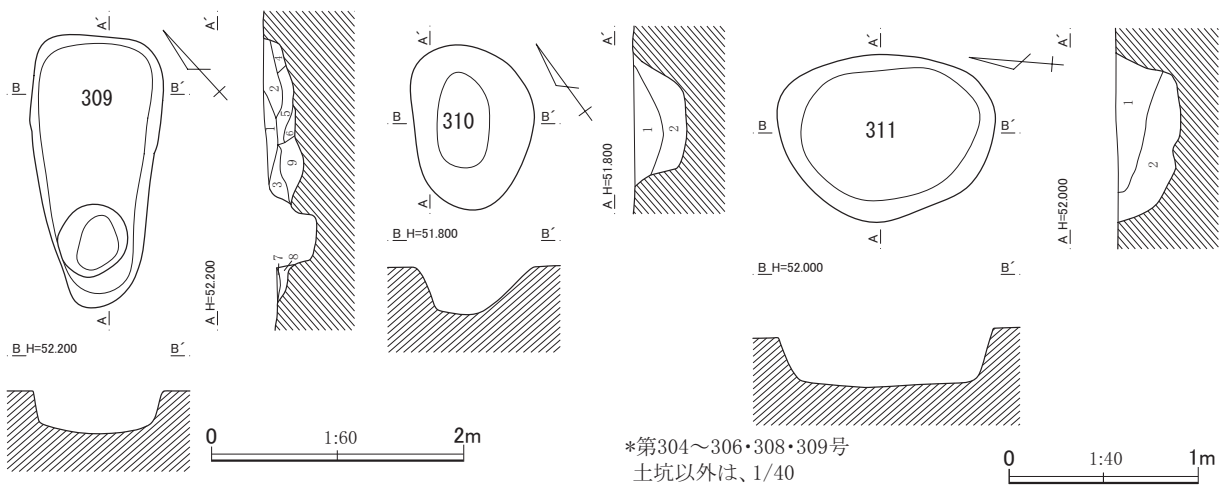 A′
A′
B
309
B′
A
A H=52.200
4
2
5
1
6
9
3
7
8
B H=52.200
B′
A′
A′
B
310
B′
A
A H=51.800
1
2
B H=51.800
B′
A′
A′
B
311
B′
A
A H=52.000
1
2
B H=52.000
B′
0 1:60 2m
*第304～306・308・309号
土坑以外は、1/40
0 1:40 1m